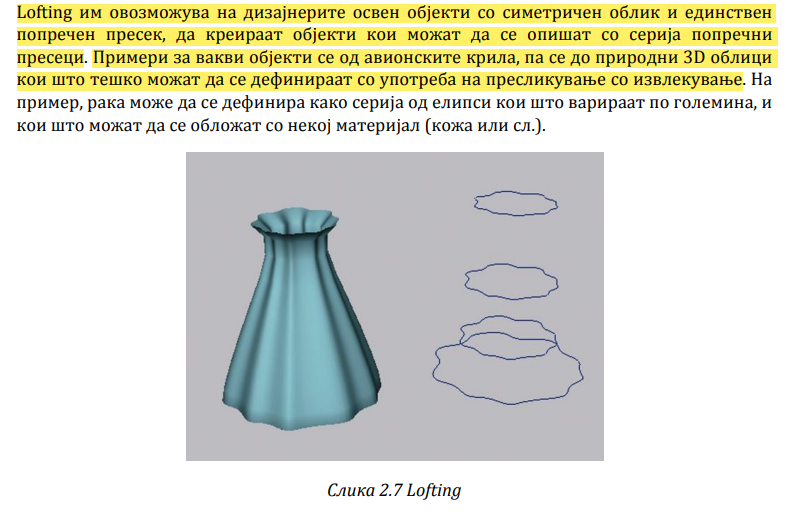 Lofting им овозможува на дизајнерите освен објекти со симетричен облик и единствен
попречен пресек, да креираат објекти кои можат да се опишат со серија попречни
пресеци. Примери за вакви објекти се од авионските крила, па се до природни 3D облици
кои што тешко можат да се дефинираат со употреба на пресликување со извлекување. На
пример, рака може да се дефинира како серија од елипси кои што варираат по големина, и
кои што можат да се обложат со некој материјал (кожа или сл.).
Слика 2.7 Lofting